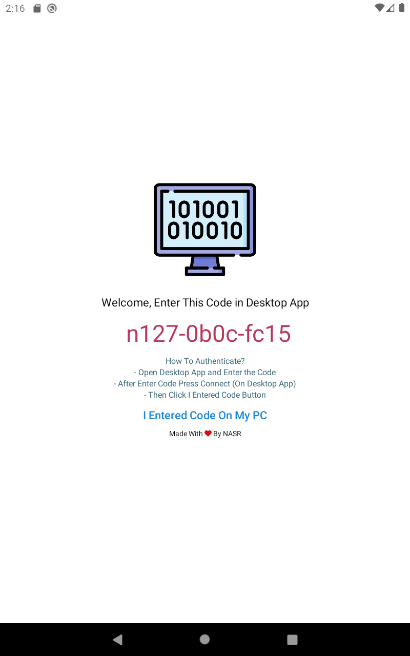 2:16
101001
010010
Welcome, Enter This Code in Desktop App
n127-0b0c-fc15
How To Authenticate?
- Open Desktop App and Enter the Code
- After Enter Code Press Connect (On Desktop App)
- Then Click I Entered Code Button
I Entered Code On My PC
Made With ❤ By NASR